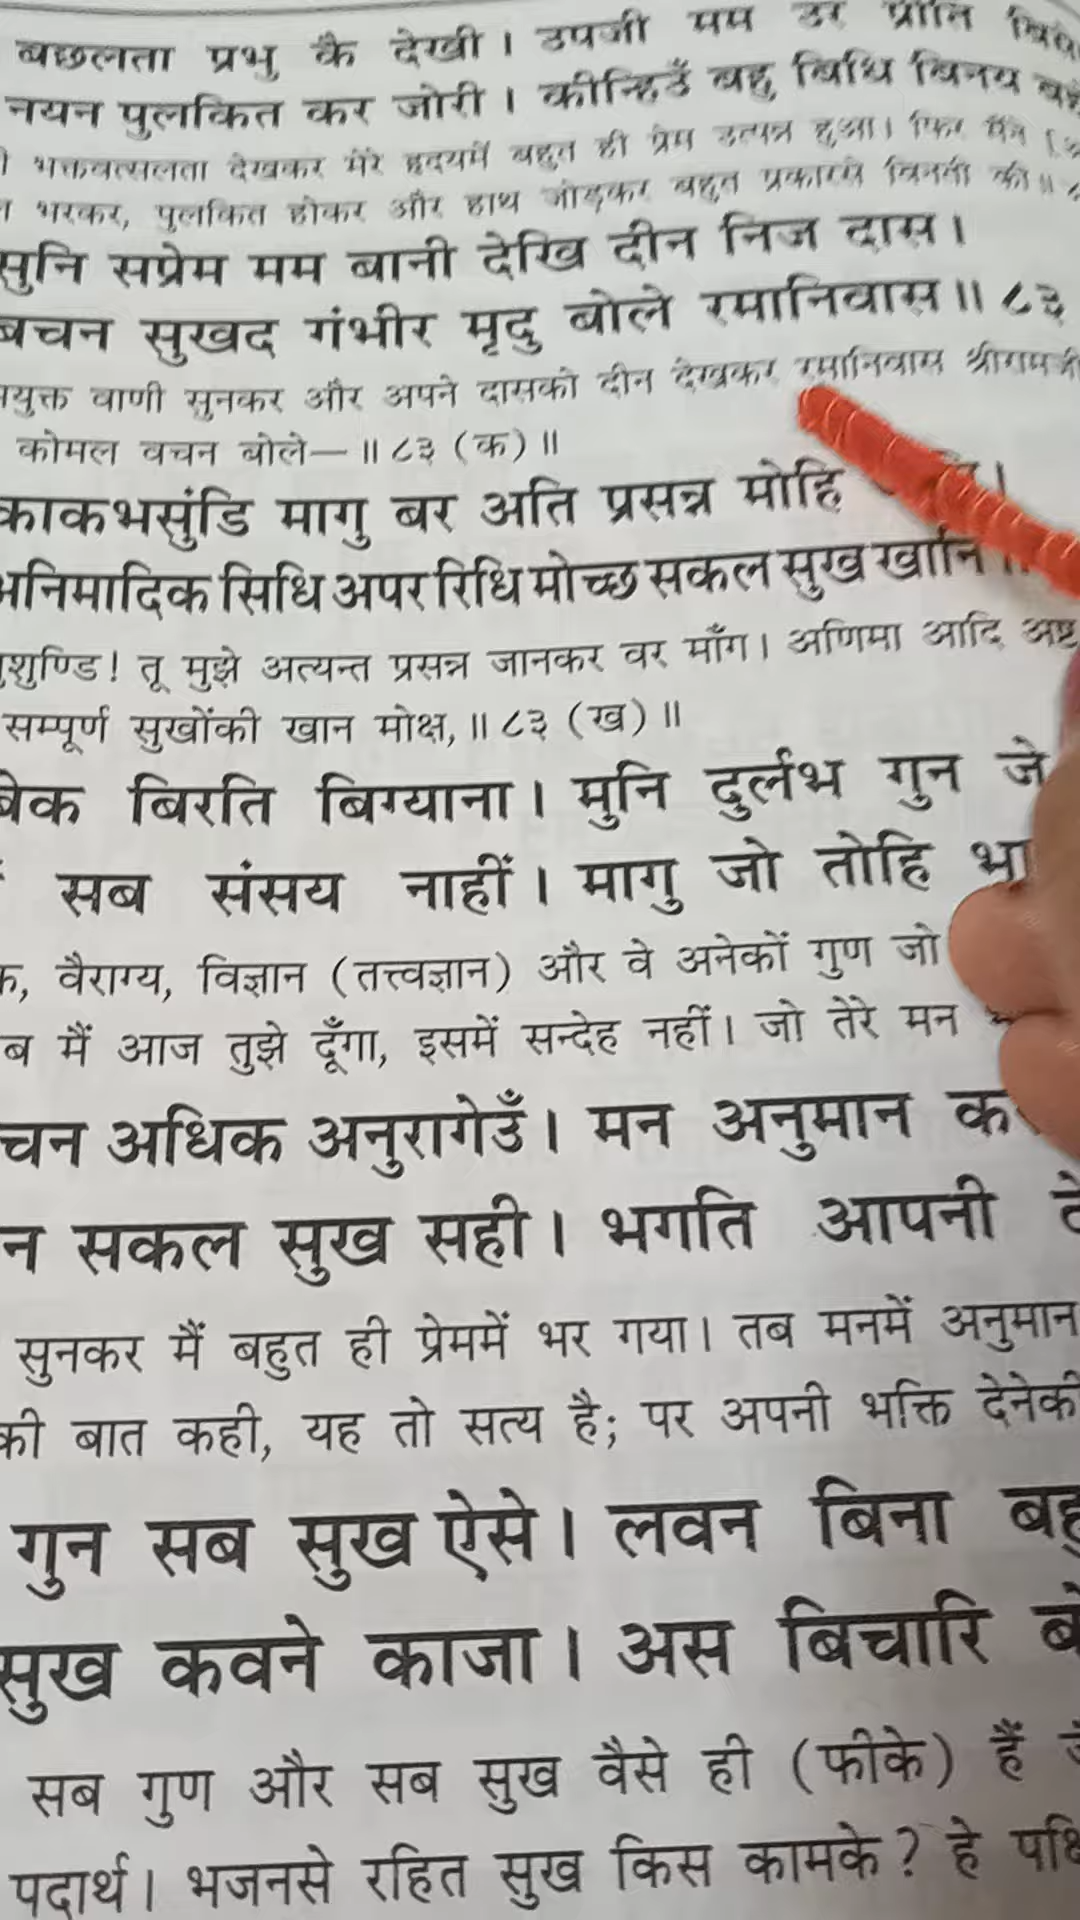 बछलता प्रभु कै देखी। उपजी मम उर प्रीति
नयन पुलकित कर जोरी। कीन्हिउँ बहु बिधि बिनय
भक्तवत्सलता देखकर मेरे हृदयमें बहुत ही प्रेम उत्पन्न हुआ। फिर मैंने
भरकर, पुलकित होकर और हाथ जोड़कर बहुत प्रकारसे विनती की॥
सुनि सप्रेम मम बानी देखि दीन निज दास।
बचन सुखद गंभीर मृदु बोले रमानिवास॥ ८३
युक्त वाणी सुनकर और अपने दासको दीन देखकर रमानिवास श्रीरामजी
कोमल वचन बोले—॥ ८३ (क)॥
काकभसुंडि मागु बर अति प्रसन्न मोहि
अनिमादिक सिधि अपर रिधि मोच्छ सकल सुख खानि॥
शुण्डि! तू मुझे अत्यन्त प्रसन्न जानकर वर माँग। अणिमा आदि अष्ट
सम्पूर्ण सुखोंकी खान मोक्ष,॥ ८३ (ख)॥
बेक बिरति बिग्याना। मुनि दुर्लभ गुन जे
सब संसय नाहीं। मागु जो तोहि भा
क, वैराग्य, विज्ञान (तत्त्वज्ञान) और वे अनेकों गुण जो
ब मैं आज तुझे दूँगा, इसमें सन्देह नहीं। जो तेरे मन
चन अधिक अनुरागेउँ। मन अनुमान क
न सकल सुख सही। भगति आपनी दे
सुनकर मैं बहुत ही प्रेममें भर गया। तब मनमें अनुमान
की बात कही, यह तो सत्य है; पर अपनी भक्ति देनेकी
गुन सब सुख ऐसे। लवन बिना बहु
सुख कवने काजा। अस बिचारि बो
सब गुण और सब सुख वैसे ही (फीके) हैं
पदार्थ। भजनसे रहित सुख किस कामके? हे पक्षि